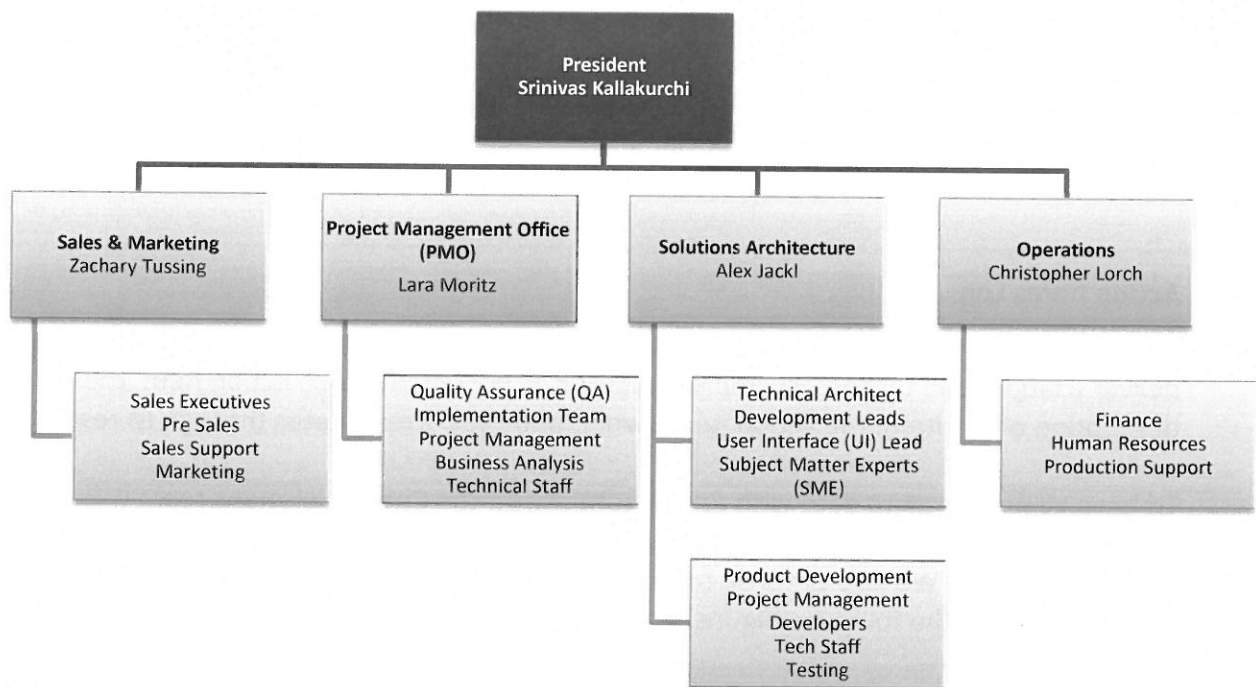 President
Srinivas Kallakurchi
Sales & Marketing
Zachary Tussing
Project Management Office
(PMO)
Lara Moritz
Solutions Architecture
Alex Jackl
Operations
Christopher Lorch
Sales Executives
Pre Sales
Sales Support
Marketing
Quality Assurance (QA)
Implementation Team
Project Management
Business Analysis
Technical Staff
Technical Architect
Development Leads
User Interface (UI) Lead
Subject Matter Experts
(SME)
Finance
Human Resources
Production Support
Product Development
Project Management
Developers
Tech Staff
Testing